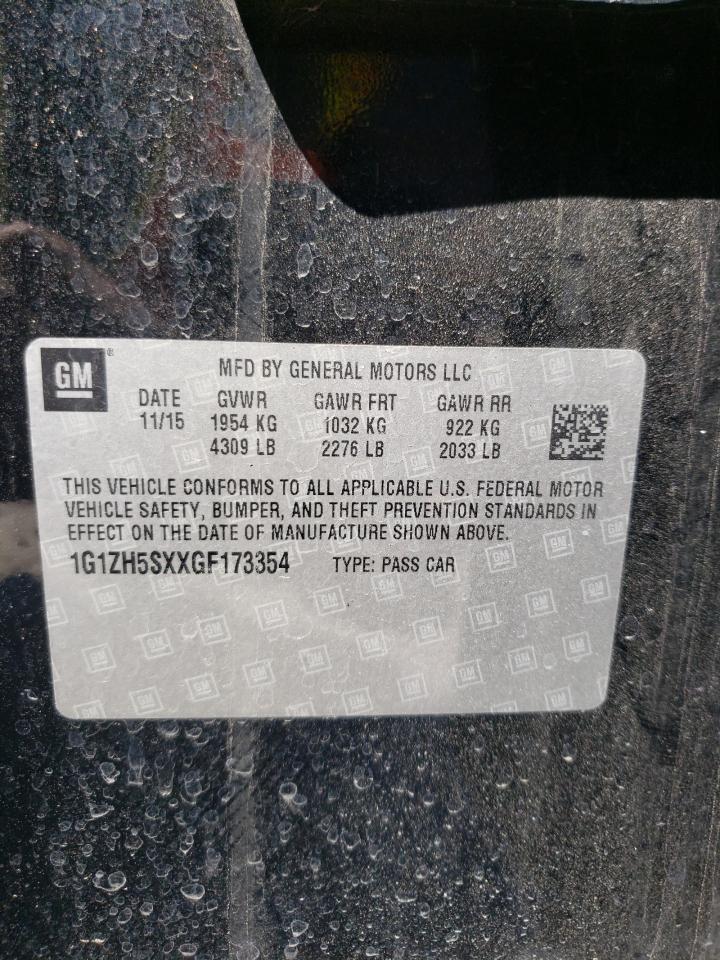 GM®
MFD BY GENERAL MOTORS LLC
DATE GVWR GAWR FRT GAWR RR
11/15 1954 KG 1032 KG 922 KG
4309 LB 2276 LB 2033 LB
THIS VEHICLE CONFORMS TO ALL APPLICABLE U.S. FEDERAL MOTOR
VEHICLE SAFETY, BUMPER, AND THEFT PREVENTION STANDARDS IN
EFFECT ON THE DATE OF MANUFACTURE SHOWN ABOVE.
1G1ZH5SXXGF173354 TYPE: PASS CAR